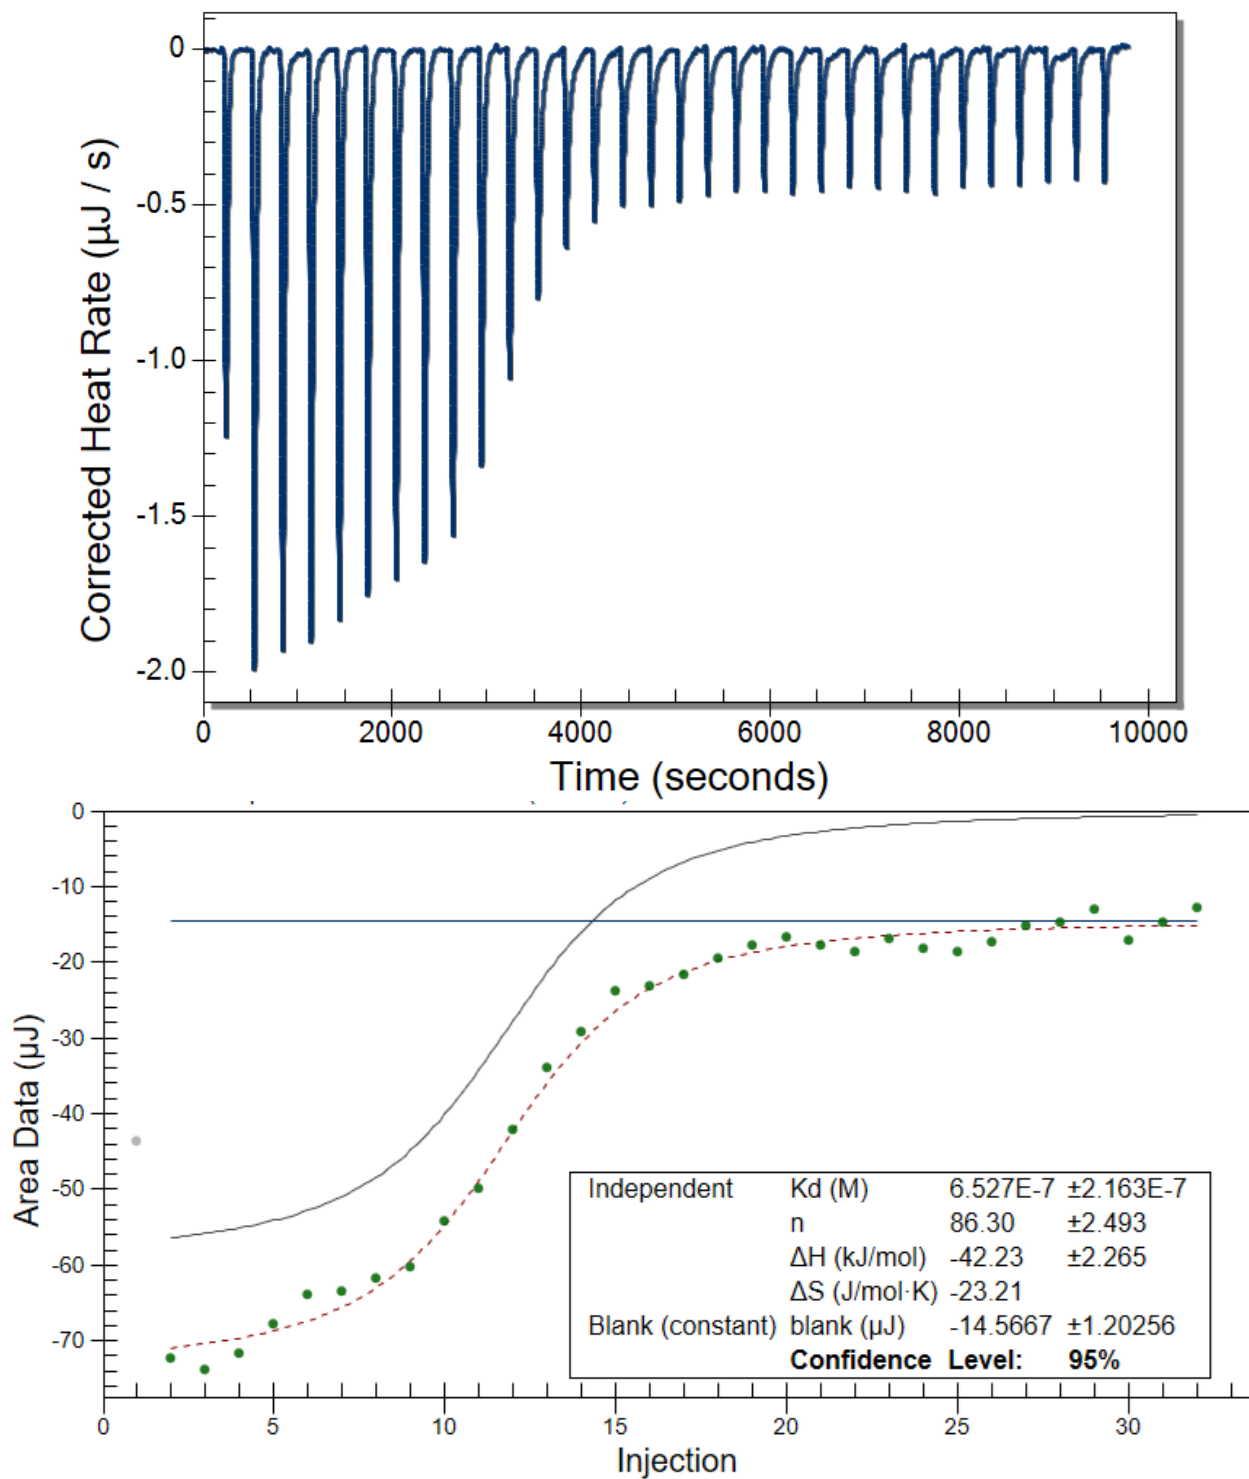 Corrected Heat Rate (µJ / s)
0
-0.5
-1.0
-1.5
-2.0
0 2000 4000 6000 8000 10000
Time (seconds)
Area Data (µJ)
0
-10
-20
-30
-40
-50
-60
-70
Independent Kd (M) 6.527E-7 ±2.163E-7
n 86.30 ±2.493
ΔH (kJ/mol) -42.23 ±2.265
ΔS (J/mol·K) -23.21
Blank (constant) blank (µJ) -14.5667 ±1.20256
Confidence Level: 95%
0 5 10 15 20 25 30
Injection